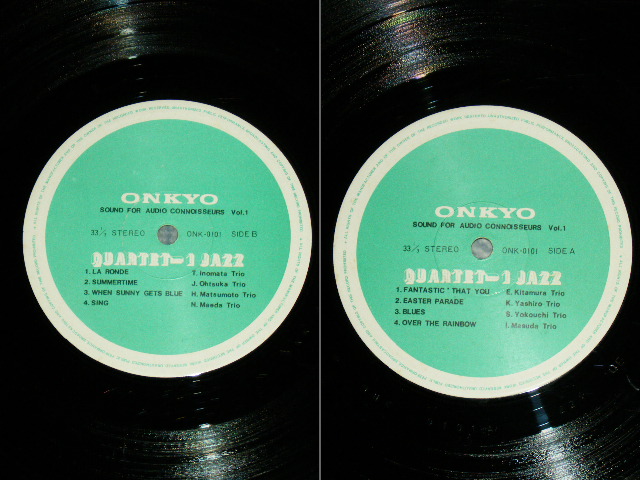 ONKYO
SOUND FOR AUDIO CONNOISSEURS Vol.1
33⅓ STEREO ONK-0101 SIDE B
QUARTET-1 JAZZ
1. LA RONDE T. Inomata Trio
2. SUMMERTIME J. Ohtsuka Trio
3. WHEN SUNNY GETS BLUE H. Matsumoto Trio
4. SING N. Maeda Trio
ONKYO
SOUND FOR AUDIO CONNOISSEURS Vol.1
33⅓ STEREO ONK-0101 SIDE A
QUARTET-1 JAZZ
1. FANTASTIC' THAT YOU E. Kitamura Trio
2. EASTER PARADE K. Yashiro Trio
3. BLUES S. Yokouchi Trio
4. OVER THE RAINBOW I. Masuda Trio